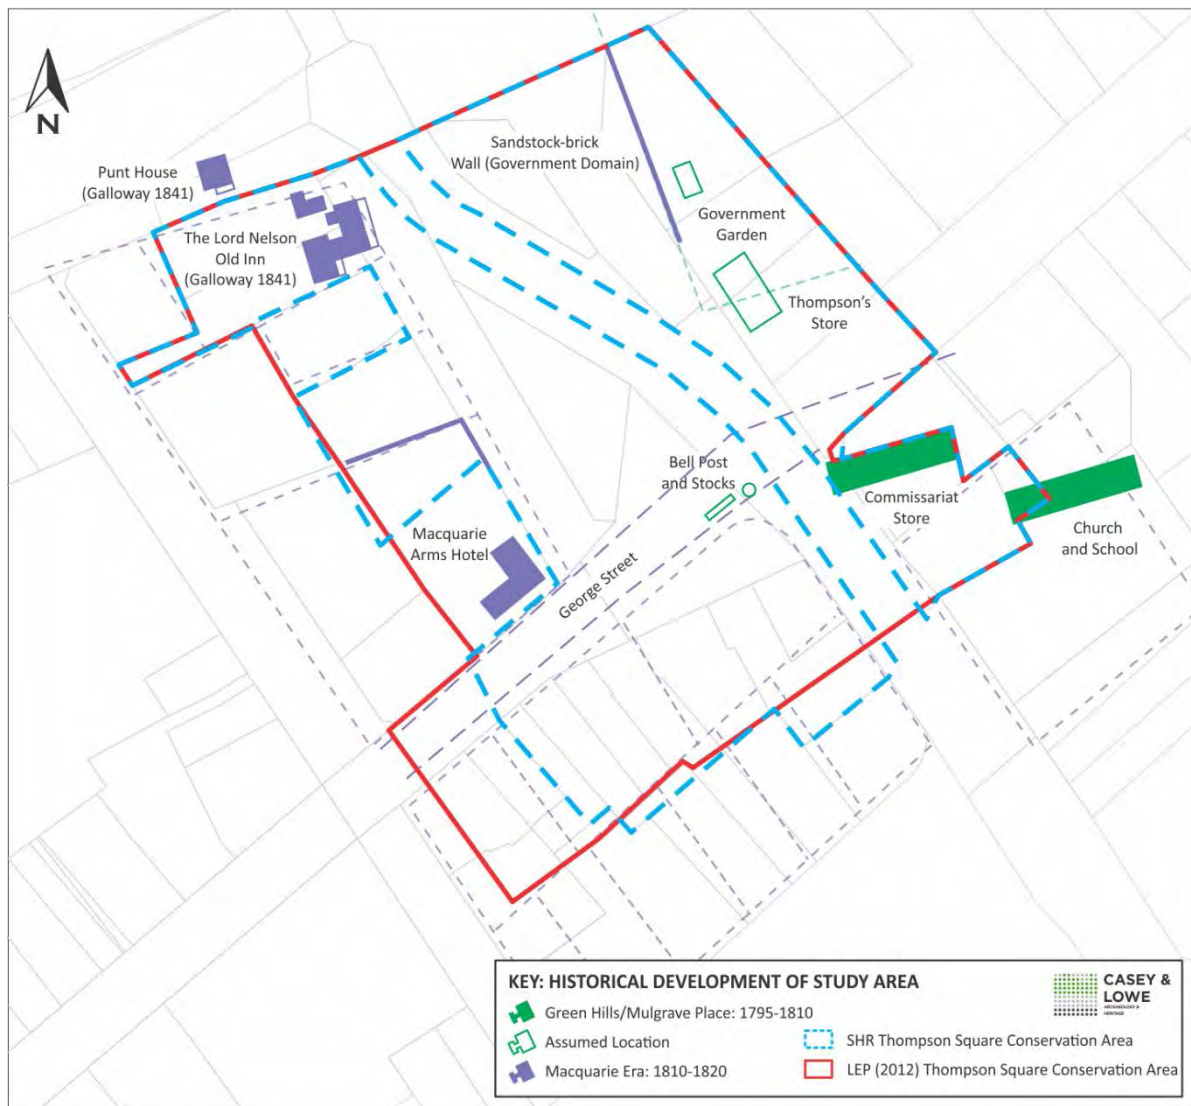 N
Sandstock-brick
Wall (Government Domain)
Punt House
(Galloway 1841)
Government
Garden
The Lord Nelson
Old Inn
(Galloway 1841)
Thompson's
Store
Bell Post
and Stocks
Commissariat
Store
Church
and School
Macquarie
Arms Hotel
George Street
KEY: HISTORICAL DEVELOPMENT OF STUDY AREA
Green Hills/Mulgrave Place: 1795-1810
Assumed Location
Macquarie Era: 1810-1820
SHR Thompson Square Conservation Area
LEP (2012) Thompson Square Conservation Area
CASEY &
LOWE
ARCHAEOLOGY &
HERITAGE